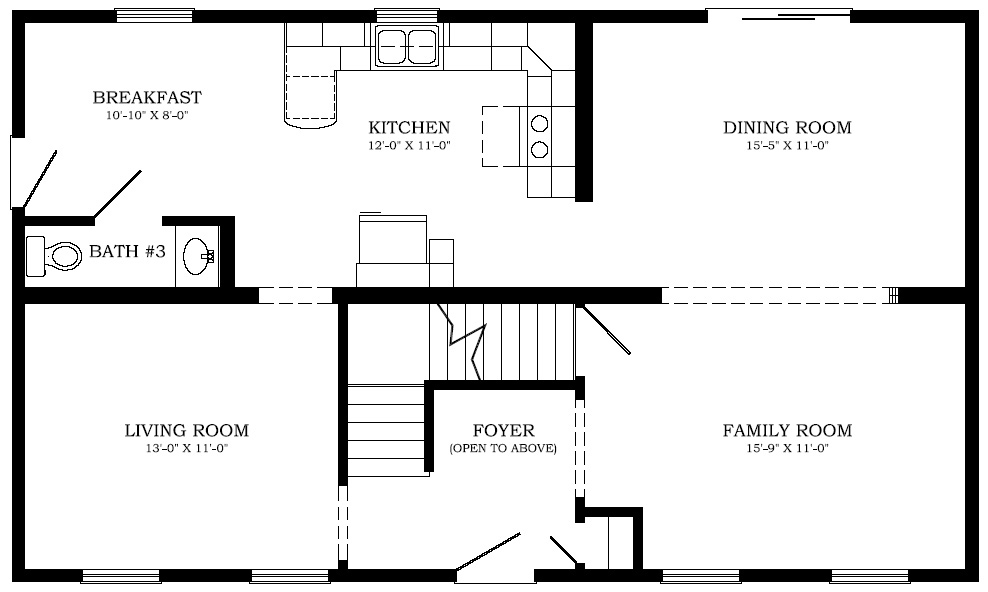 BREAKFAST
10'-10" X 8'-0"
KITCHEN
12'-0" X 11'-0"
DINING ROOM
15'-5" X 11'-0"
BATH #3
LIVING ROOM
13'-0" X 11'-0"
FOYER
(OPEN TO ABOVE)
FAMILY ROOM
15'-9" X 11'-0"